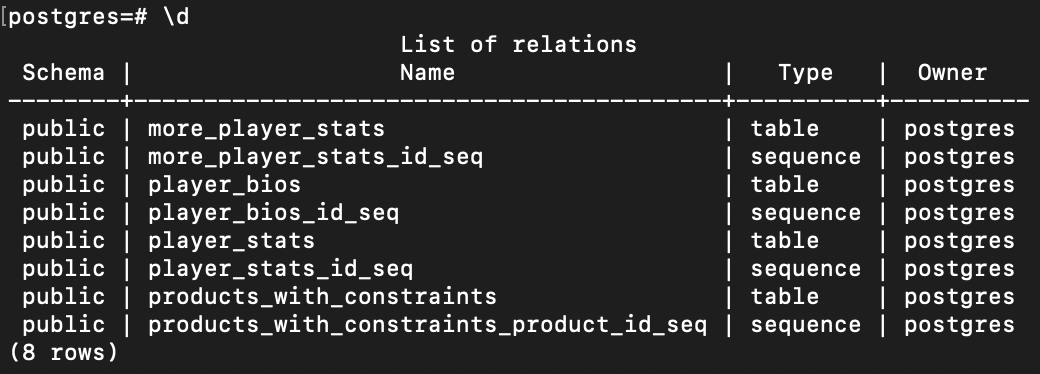 [postgres=# \d
                            List of relations
 Schema |                   Name                   |   Type   |  Owner
--------+------------------------------------------+----------+----------
 public | more_player_stats                        | table    | postgres
 public | more_player_stats_id_seq                 | sequence | postgres
 public | player_bios                              | table    | postgres
 public | player_bios_id_seq                       | sequence | postgres
 public | player_stats                             | table    | postgres
 public | player_stats_id_seq                      | sequence | postgres
 public | products_with_constraints                | table    | postgres
 public | products_with_constraints_product_id_seq | sequence | postgres
(8 rows)